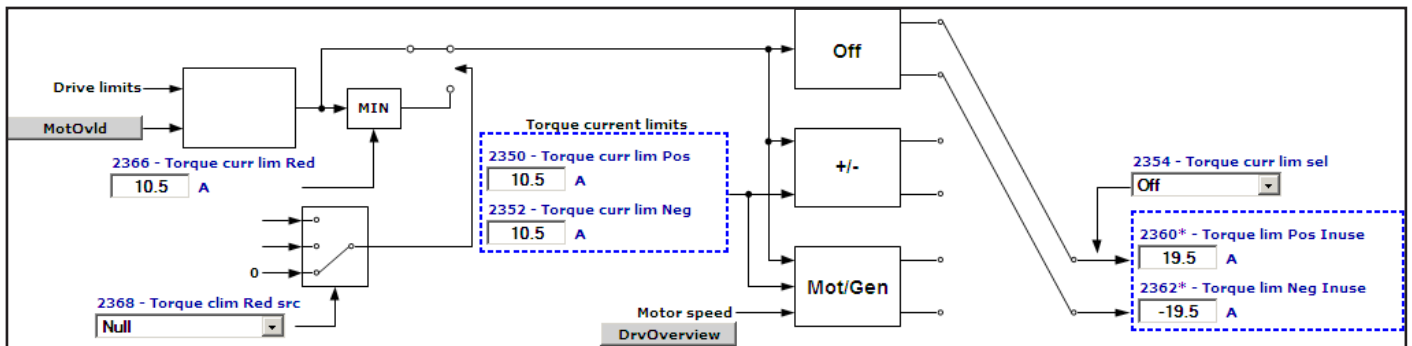 Off
Drive limits
MotOvld
MIN
Torque current limits
2366 - Torque curr lim Red
10.5 A
2350 - Torque curr lim Pos
10.5 A
2352 - Torque curr lim Neg
10.5 A
+/-
2354 - Torque curr lim sel
Off
0
2368 - Torque clim Red src
Null
Mot/Gen
Motor speed
DrvOverview
2360* - Torque lim Pos Inuse
19.5 A
2362* - Torque lim Neg Inuse
-19.5 A